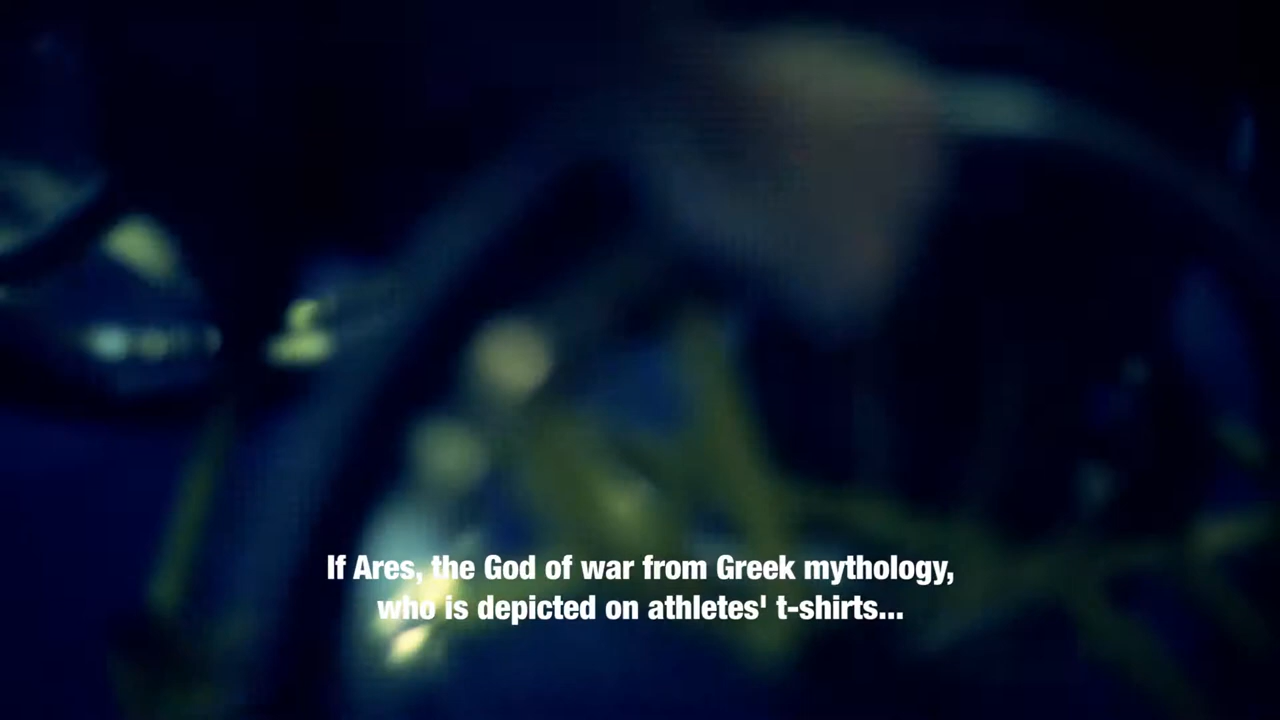 If Ares, the God of war from Greek mythology,
who is depicted on athletes' t-shirts...